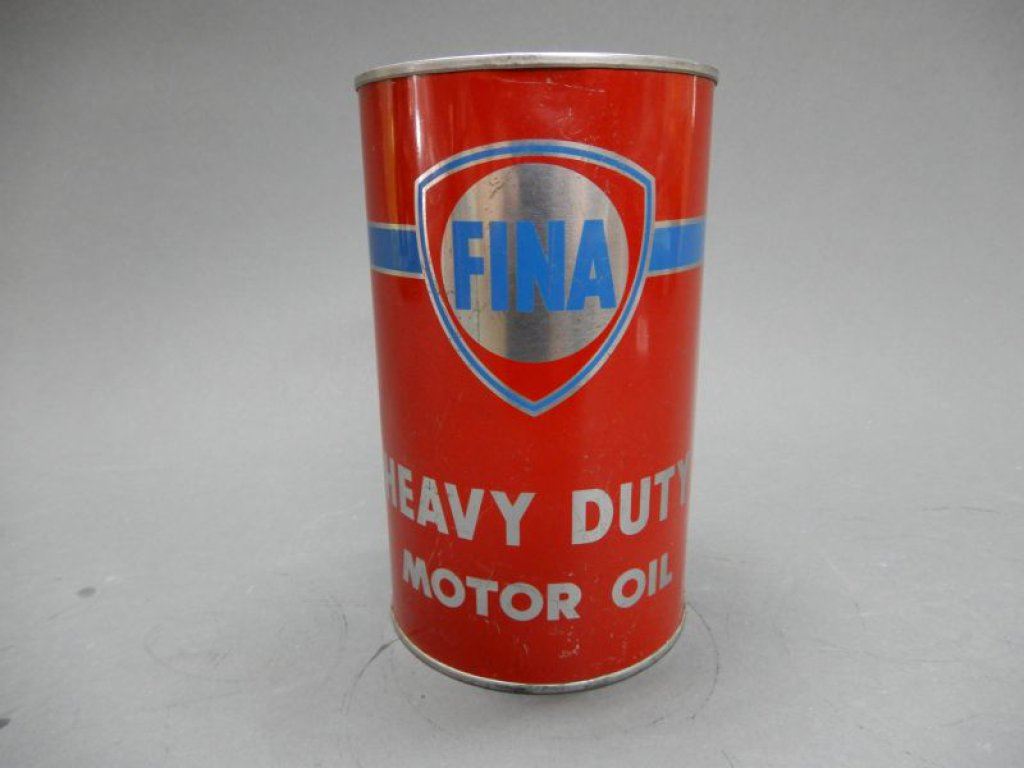 FINA
HEAVY DUTY
MOTOR OIL